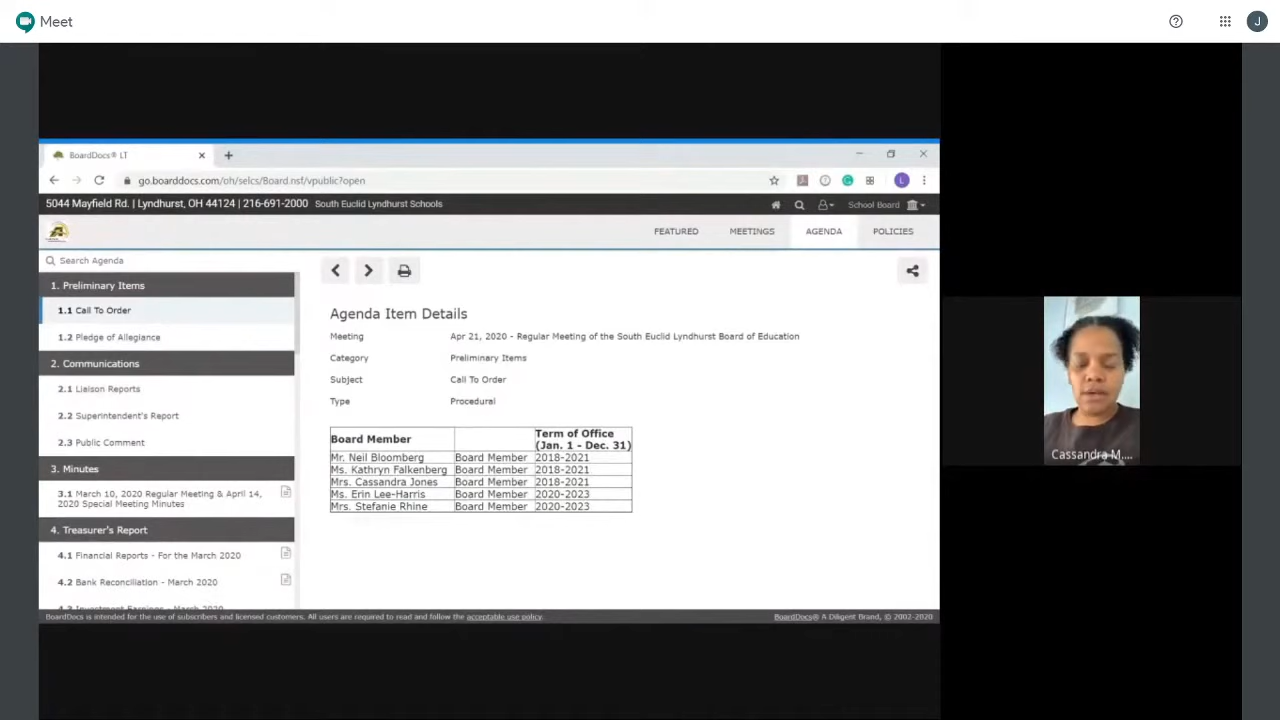 Meet
J
BoardDocs® LT
go.boarddocs.com/oh/selcs/Board.nsf/vpublic?open
L
5044 Mayfield Rd. | Lyndhurst, OH 44124 | 216-691-2000 South Euclid Lyndhurst Schools
School Board
FEATURED MEETINGS AGENDA POLICIES
Search Agenda
1. Preliminary Items
1.1 Call To Order
1.2 Pledge of Allegiance
2. Communications
2.1 Liaison Reports
2.2 Superintendent's Report
2.3 Public Comment
3. Minutes
3.1 March 10, 2020 Regular Meeting & April 14,
2020 Special Meeting Minutes
4. Treasurer's Report
4.1 Financial Reports - For the March 2020
4.2 Bank Reconciliation - March 2020
4.3 Investment Earnings - March 2020
Agenda Item Details
Meeting Apr 21, 2020 - Regular Meeting of the South Euclid Lyndhurst Board of Education
Category Preliminary Items
Subject Call To Order
Type Procedural
Board Member Term of Office
(Jan. 1 - Dec. 31)
Mr. Neil Bloomberg Board Member 2018-2021
Ms. Kathryn Falkenberg Board Member 2018-2021
Mrs. Cassandra Jones Board Member 2018-2021
Ms. Erin Lee-Harris Board Member 2020-2023
Mrs. Stefanie Rhine Board Member 2020-2023
Cassandra M....
BoardDocs is intended for the use of subscribers and licensed customers. All users are required to read and follow the acceptable use policy.
BoardDocs® A Diligent Brand, © 2002-2020